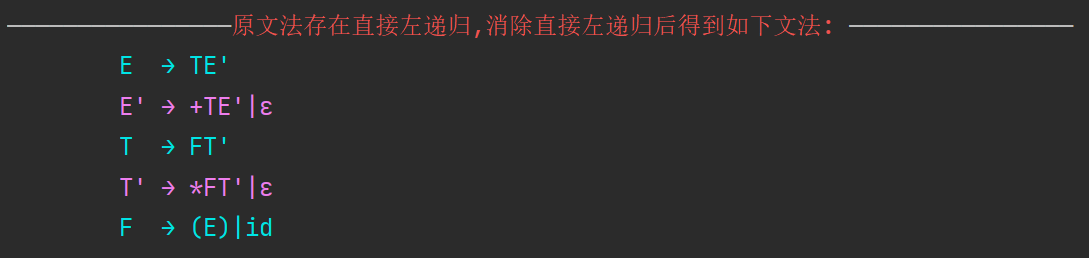 原文法存在直接左递归,消除直接左递归后得到如下文法:
E → TE'
E' → +TE'|ε
T → FT'
T' → *FT'|ε
F → (E)|id